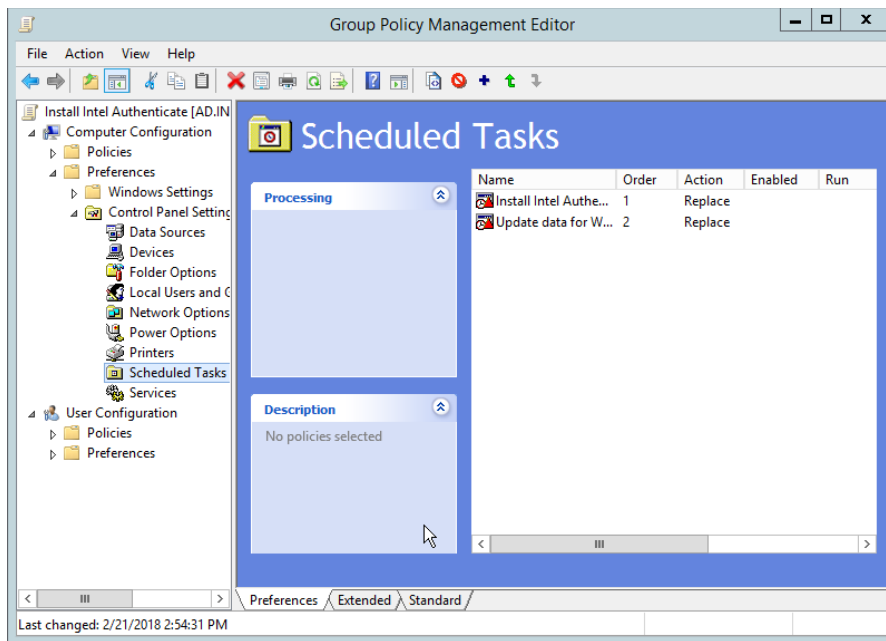 Group Policy Management Editor
File Action View Help
Install Intel Authenticate [AD.IN
Computer Configuration
Policies
Preferences
Windows Settings
Control Panel Setting
Data Sources
Devices
Folder Options
Local Users and G
Network Options
Power Options
Printers
Scheduled Tasks
Services
User Configuration
Policies
Preferences
Scheduled Tasks
Processing
Description
No policies selected
Name Order Action Enabled Run
Install Intel Authe... 1 Replace
Update data for W... 2 Replace
Preferences Extended Standard
Last changed: 2/21/2018 2:54:31 PM